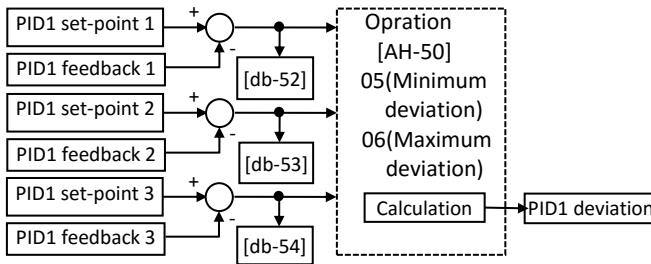 PID1 set-point 1
+
-
PID1 feedback 1
[db-52]
PID1 set-point 2
+
-
PID1 feedback 2
[db-53]
PID1 set-point 3
+
-
PID1 feedback 3
[db-54]
Opration
[AH-50]
05(Minimum
deviation)
06(Maximum
deviation)
Calculation
PID1 deviation